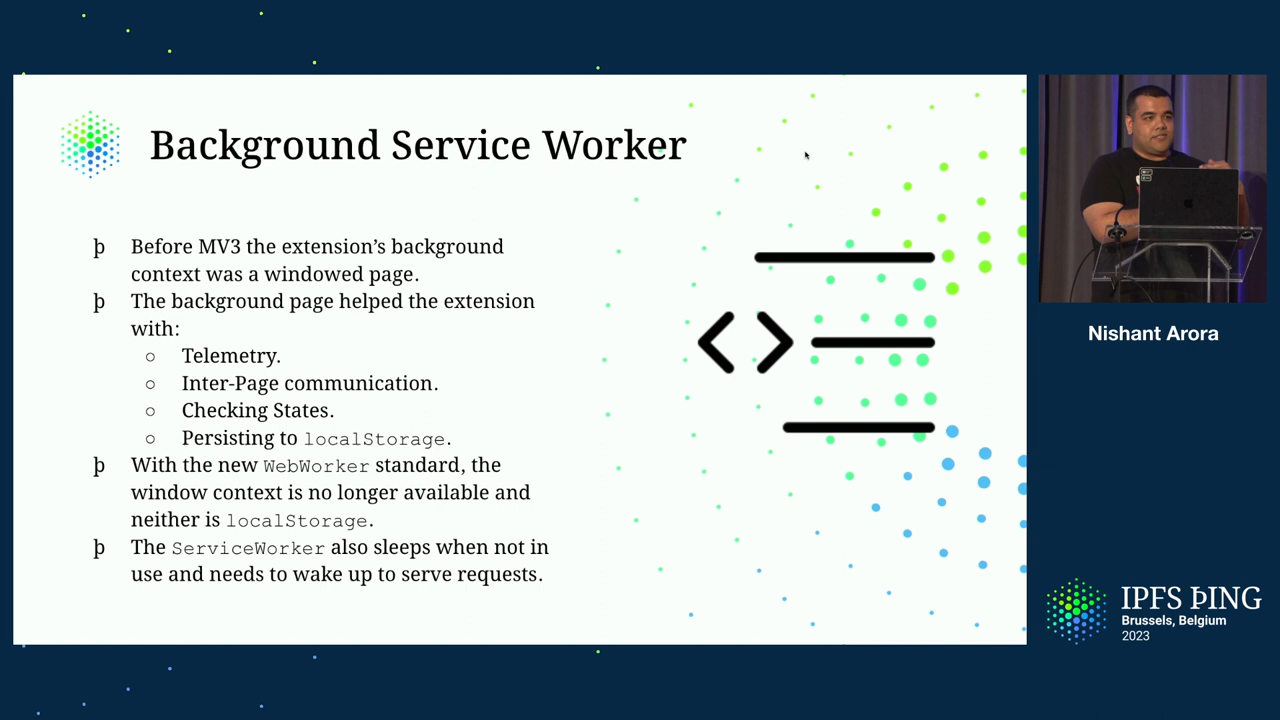 Background Service Worker
þ Before MV3 the extension’s background
context was a windowed page.
þ The background page helped the extension
with:
○ Telemetry.
○ Inter-Page communication.
○ Checking States.
○ Persisting to localStorage.
þ With the new WebWorker standard, the
window context is no longer available and
neither is localStorage.
þ The ServiceWorker also sleeps when not in
use and needs to wake up to serve requests.
Nishant Arora
IPFS ÞING
Brussels, Belgium
2023